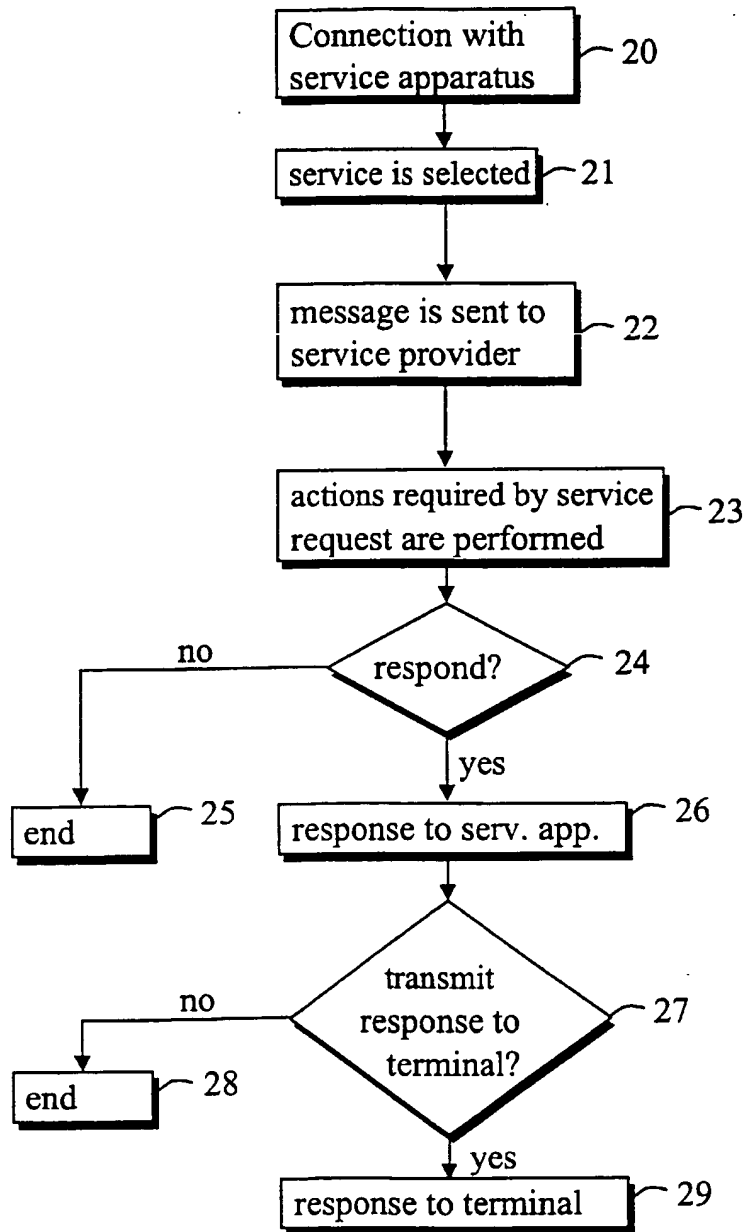 Connection with
service apparatus
20
service is selected
21
message is sent to
service provider
22
actions required by service
request are performed
23
respond?
24
no
yes
end
25
response to serv. app.
26
transmit
response to
terminal?
27
no
end
28
yes
response to terminal
29